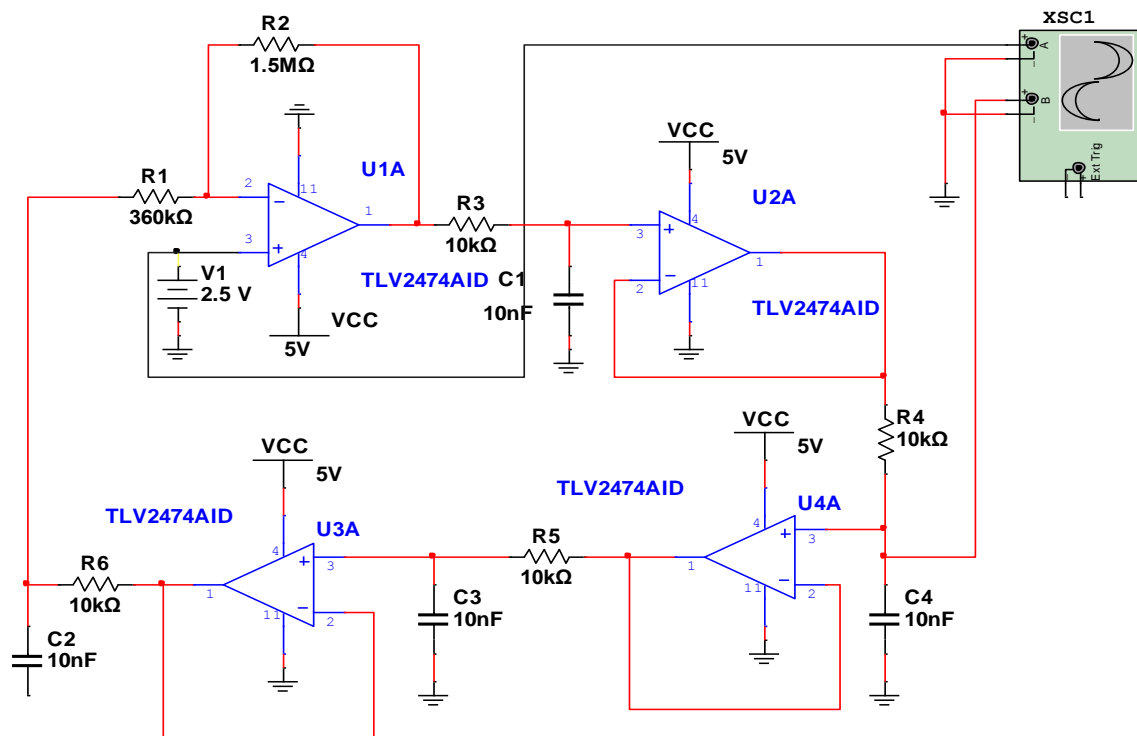 XSC1
A
B
Ext Trig
+
−
+
−
−
+
R2
1.5MΩ
VCC
5V
U1A
U2A
R1
360kΩ
2
11
−
3
+
4
1
R3
10kΩ
3
+
4
−
2
11
1
V1
2.5 V
TLV2474AID
C1
10nF
TLV2474AID
VCC
5V
R4
10kΩ
VCC
5V
VCC
5V
TLV2474AID
TLV2474AID
U4A
U3A
R5
10kΩ
4
+
3
1
−
2
11
R6
10kΩ
4
+
3
1
−
2
11
C3
10nF
C4
10nF
C2
10nF